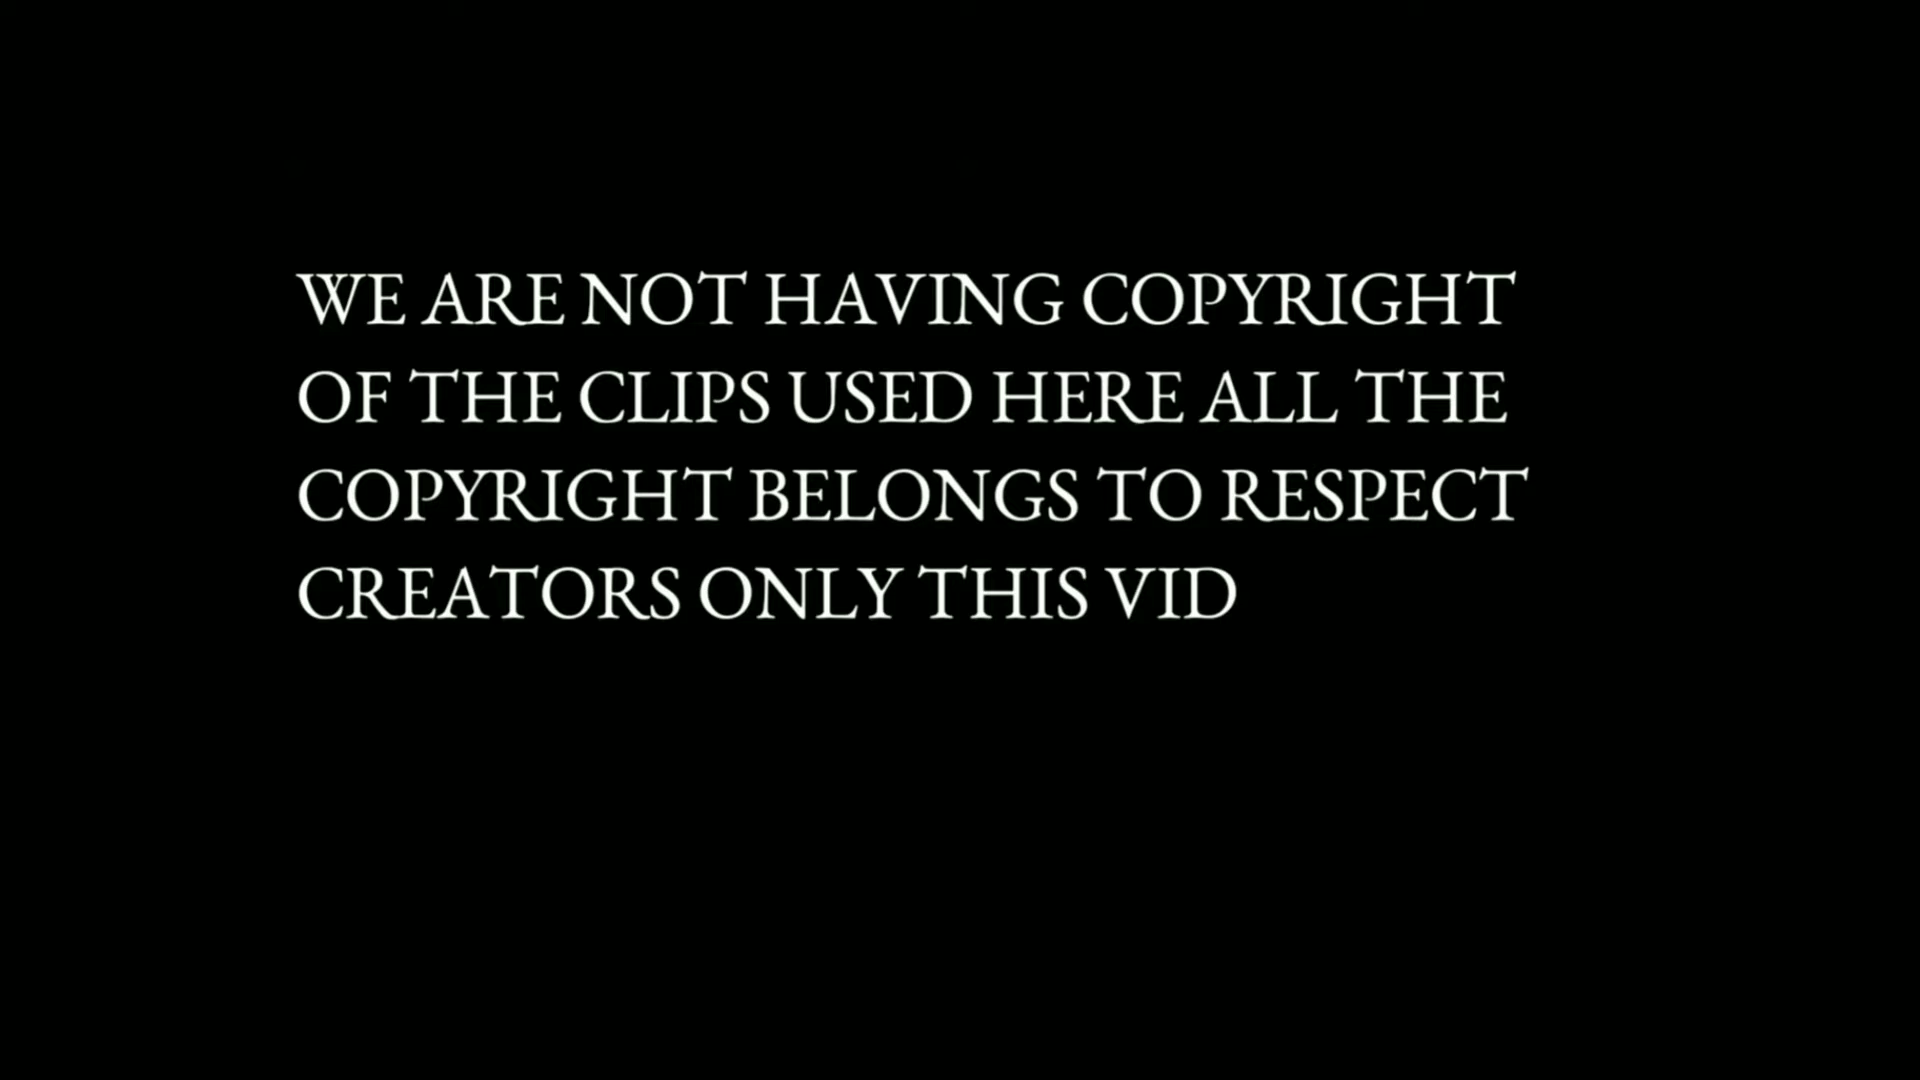 WE ARE NOT HAVING COPYRIGHT
OF THE CLIPS USED HERE ALL THE
COPYRIGHT BELONGS TO RESPECT
CREATORS ONLY THIS VID